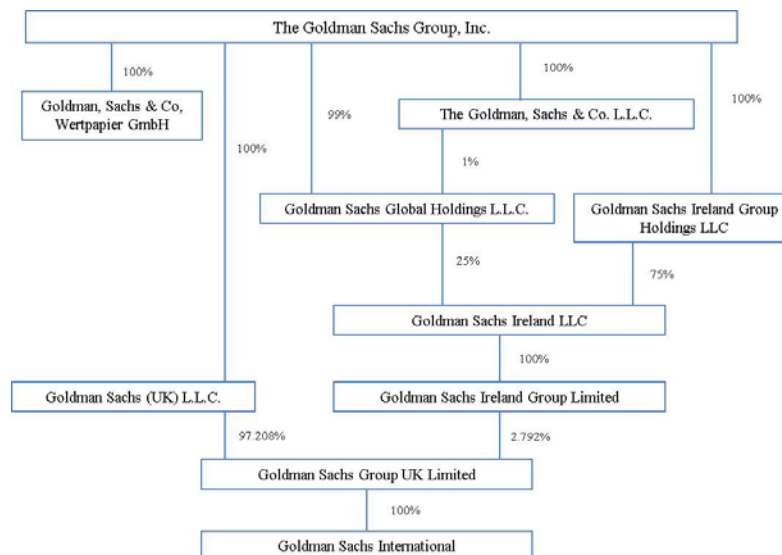 The Goldman Sachs Group, Inc.
100%
100%
Goldman, Sachs & Co,
Wertpapier GmbH
99%
The Goldman, Sachs & Co. L.L.C.
100%
100%
1%
Goldman Sachs Global Holdings L.L.C.
Goldman Sachs Ireland Group
Holdings LLC
25%
75%
Goldman Sachs Ireland LLC
100%
Goldman Sachs (UK) L.L.C.
Goldman Sachs Ireland Group Limited
97.208%
2.792%
Goldman Sachs Group UK Limited
100%
Goldman Sachs International